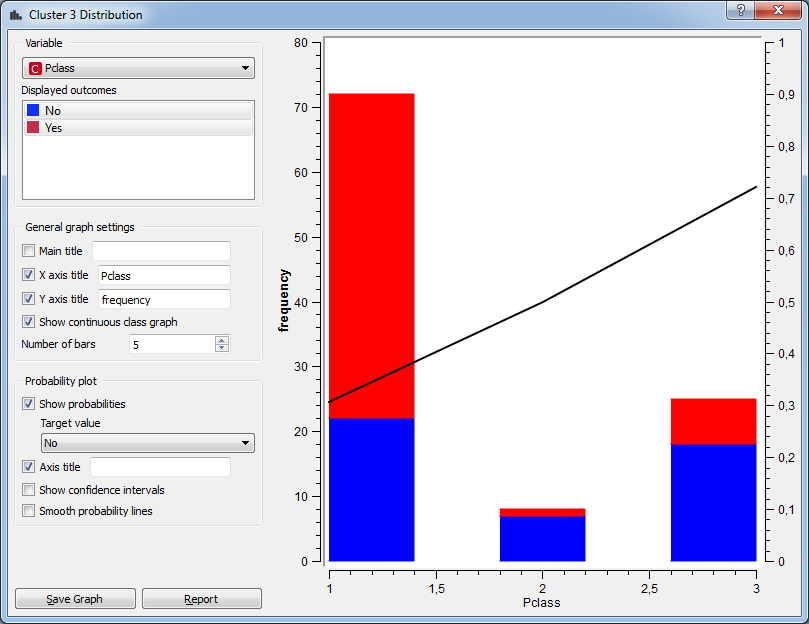 Cluster 3 Distribution
?
Variable
C Pclass
Displayed outcomes
No
Yes
General graph settings
Main title
X axis title Pclass
Y axis title frequency
Show continuous class graph
Number of bars 5
Probability plot
Show probabilities
Target value
No
Axis title
Show confidence intervals
Smooth probability lines
Save Graph Report
frequency
80
70
60
50
40
30
20
10
0
1
0,9
0,8
0,7
0,6
0,5
0,4
0,3
0,2
0,1
0
1 1,5 2 2,5 3
Pclass